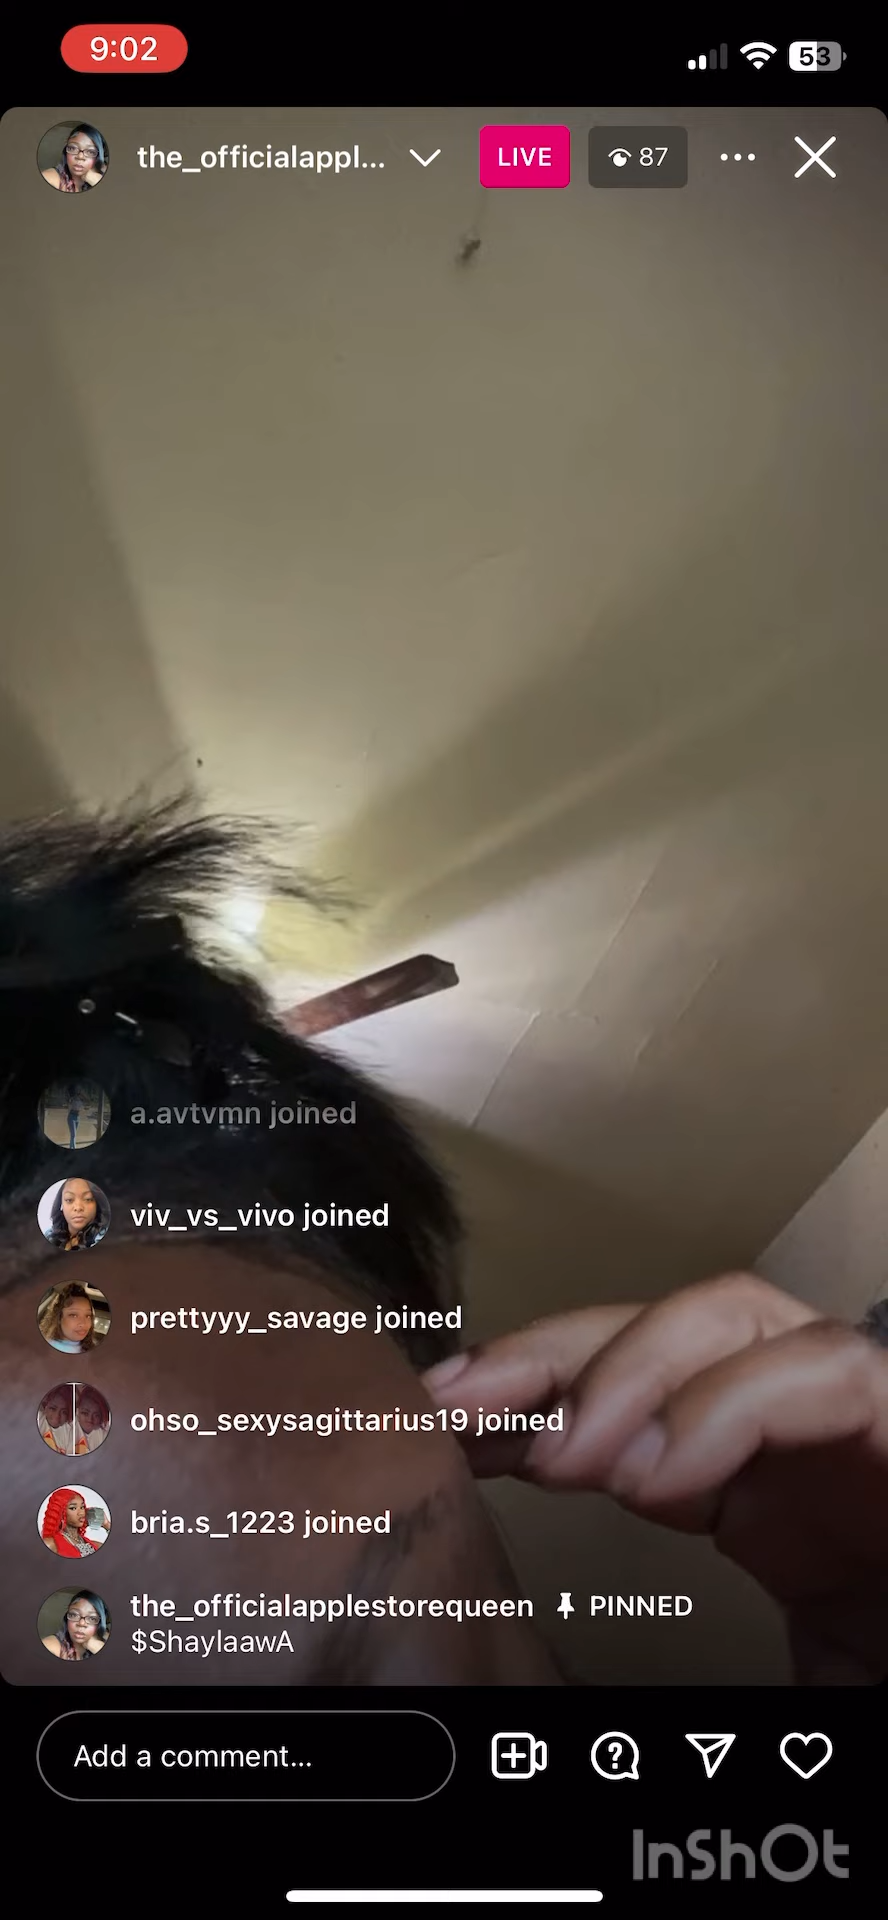 9:02
53
the_officialappl...
LIVE
87
a.avtvmn joined
viv_vs_vivo joined
prettyyy_savage joined
ohso_sexysagittarius19 joined
bria.s_1223 joined
the_officialapplestorequeen PINNED
$ShaylaawA
Add a comment...
InShOt